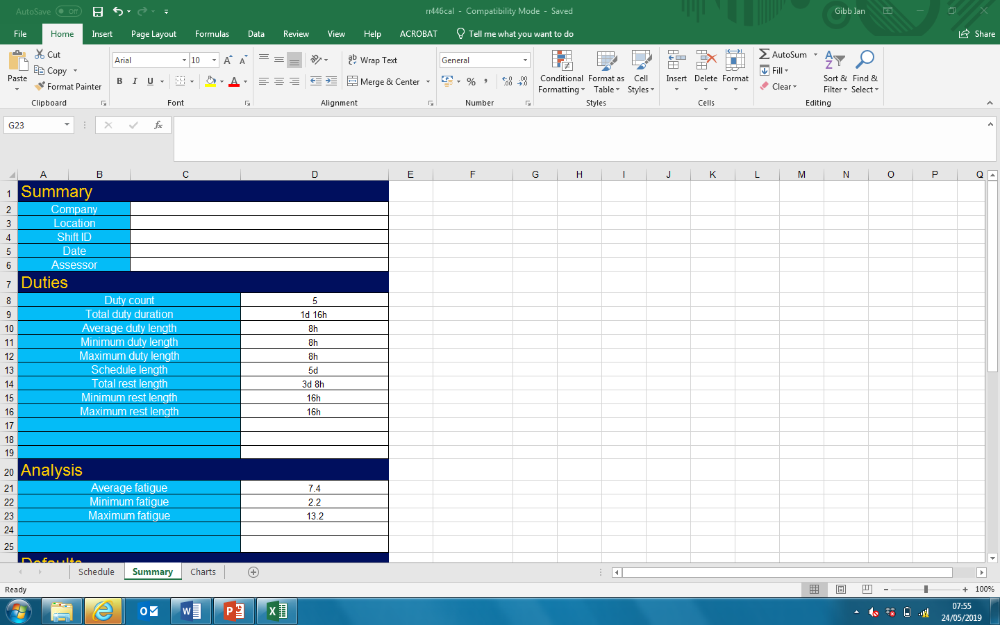 AutoSave Off rr446cal - Compatibility Mode - Saved Gibb Ian
File Home Insert Page Layout Formulas Data Review View Help ACROBAT Tell me what you want to do Share
Paste Cut Copy Format Painter
Clipboard
Arial 10 A A
B I U A
Font
ab Wrap Text
Merge & Center
Alignment
General
% , .0 .00 .00 .0
Number
Conditional Formatting Format as Table Cell Styles
Styles
Insert Delete Format
Cells
AutoSum Fill Clear
Sort & Filter Find & Select
Editing
G23 fx
A B C D E F G H I J K L M N O P Q
1 Summary
2 Company
3 Location
4 Shift ID
5 Date
6 Assessor
7 Duties
8 Duty count 5
9 Total duty duration 1d 16h
10 Average duty length 8h
11 Minimum duty length 8h
12 Maximum duty length 8h
13 Schedule length 5d
14 Total rest length 3d 8h
15 Minimum rest length 16h
16 Maximum rest length 16h
17
18
19
20 Analysis
21 Average fatigue 7.4
22 Minimum fatigue 2.2
23 Maximum fatigue 13.2
24
25
Defaults
Schedule Summary Charts
Ready 100%
07:55
24/05/2019